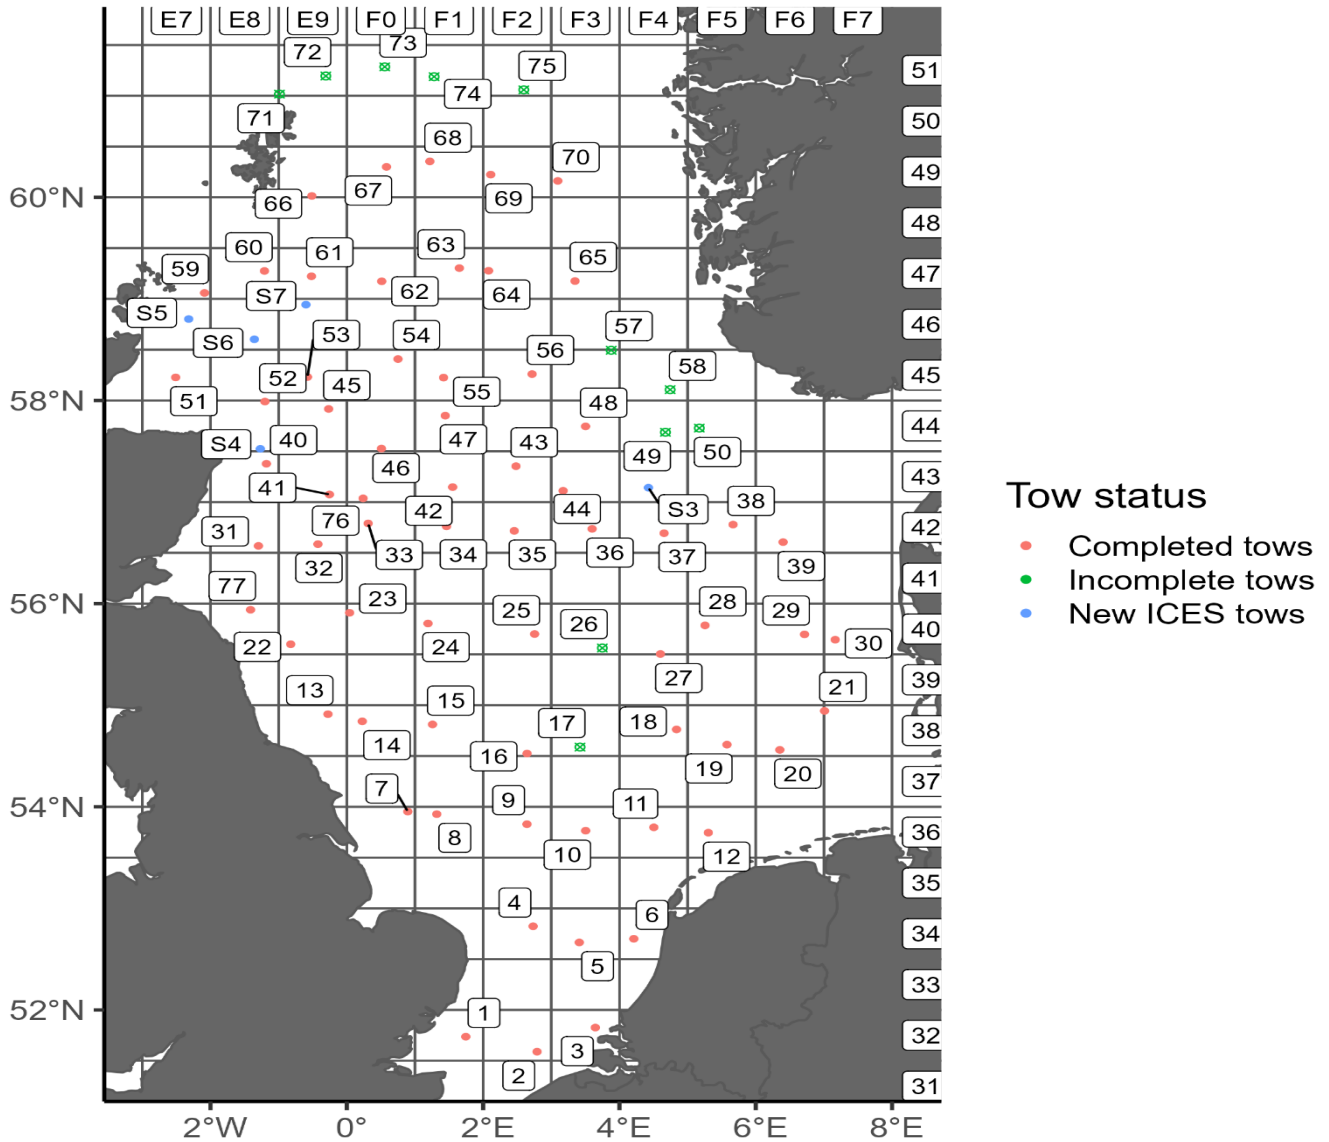 E7 E8 E9 F0 F1 F2 F3 F4 F5 F6 F7
72 73 75 51
74
71 50
68
70 49
67 69
60°N 66
48
60 61 63 65
59 47
S7 62 64
S5 46
S6 53 54 57
56 58
52 45 45
51 55 48
58°N
S4 40 47 43 49 50 44
46
41 43
42 44 S3 38
76 42
31 33 34 35 36 37
32 39
77 41
56°N 23 25 26 28 29
22 24 30 40
27
13 15 21 39
17 18 38
14 16
19 20
7 9 11 37
54°N
8 36
10 12
4 6 35
34
5
33
52°N 1
3 32
2 31
2°W 0° 2°E 4°E 6°E 8°E
Tow status
Completed tows
Incomplete tows
New ICES tows